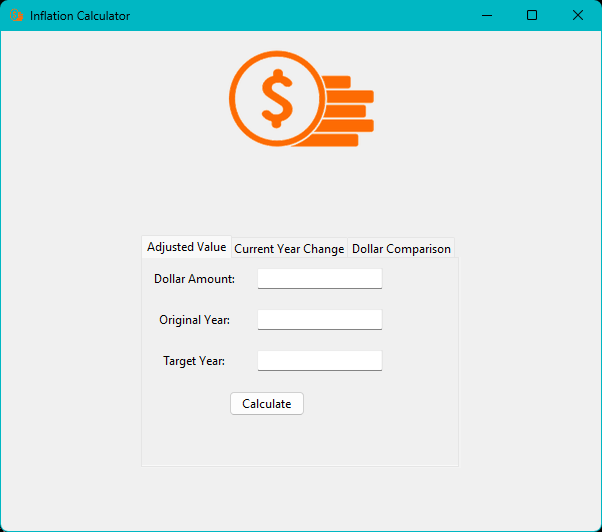 Inflation Calculator
$
Adjusted Value Current Year Change Dollar Comparison
Dollar Amount:
Original Year:
Target Year:
Calculate